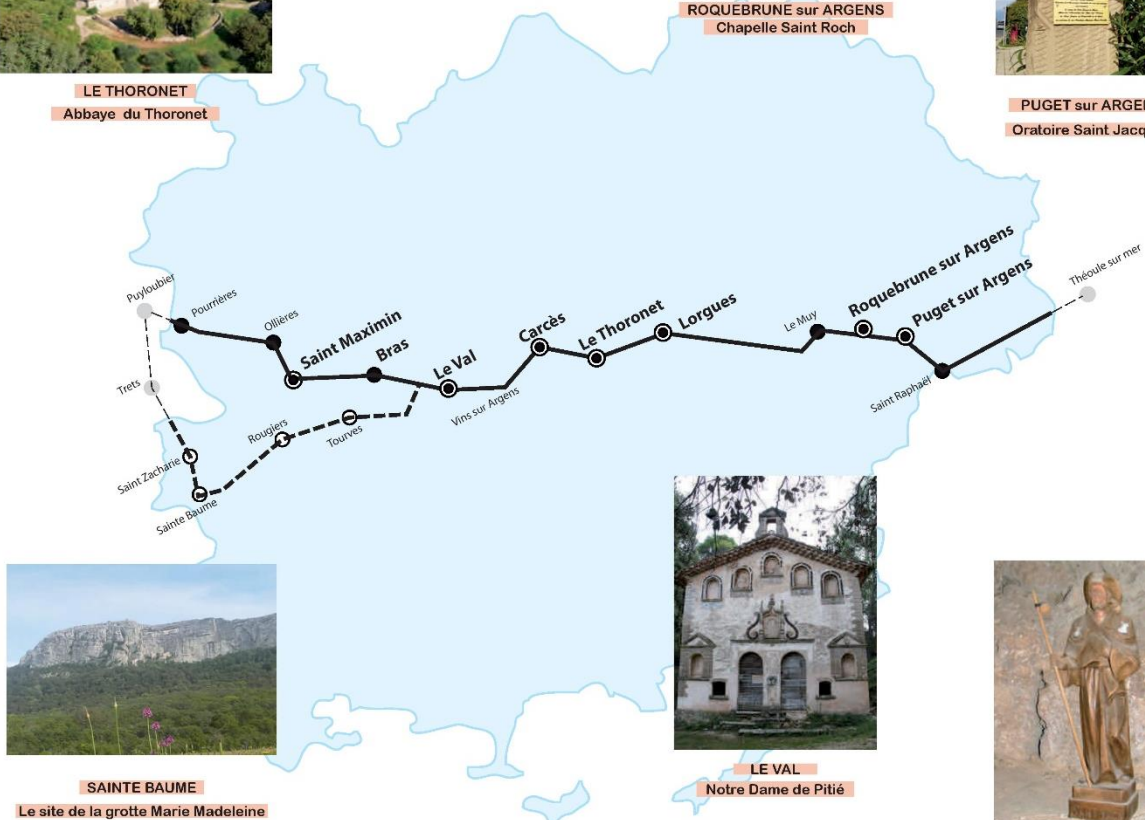 ROQUEBRUNE sur ARGENS
Chapelle Saint Roch
LE THORONET
Abbaye du Thoronet
PUGET sur ARGE
Oratoire Saint Jacq
Puyloubier
Pourrières
Ollières
Saint Maximin
Bras
Le Val
Vins sur Argens
Carcès
Le Thoronet
Lorgues
Le Muy
Roquebrune sur Argens
Puget sur Argens
Saint Raphaël
Théoule sur mer
Trets
Saint Zacharie
Sainte Baume
Rougiers
Tourves
SAINTE BAUME
Le site de la grotte Marie Madeleine
LE VAL
Notre Dame de Pitié